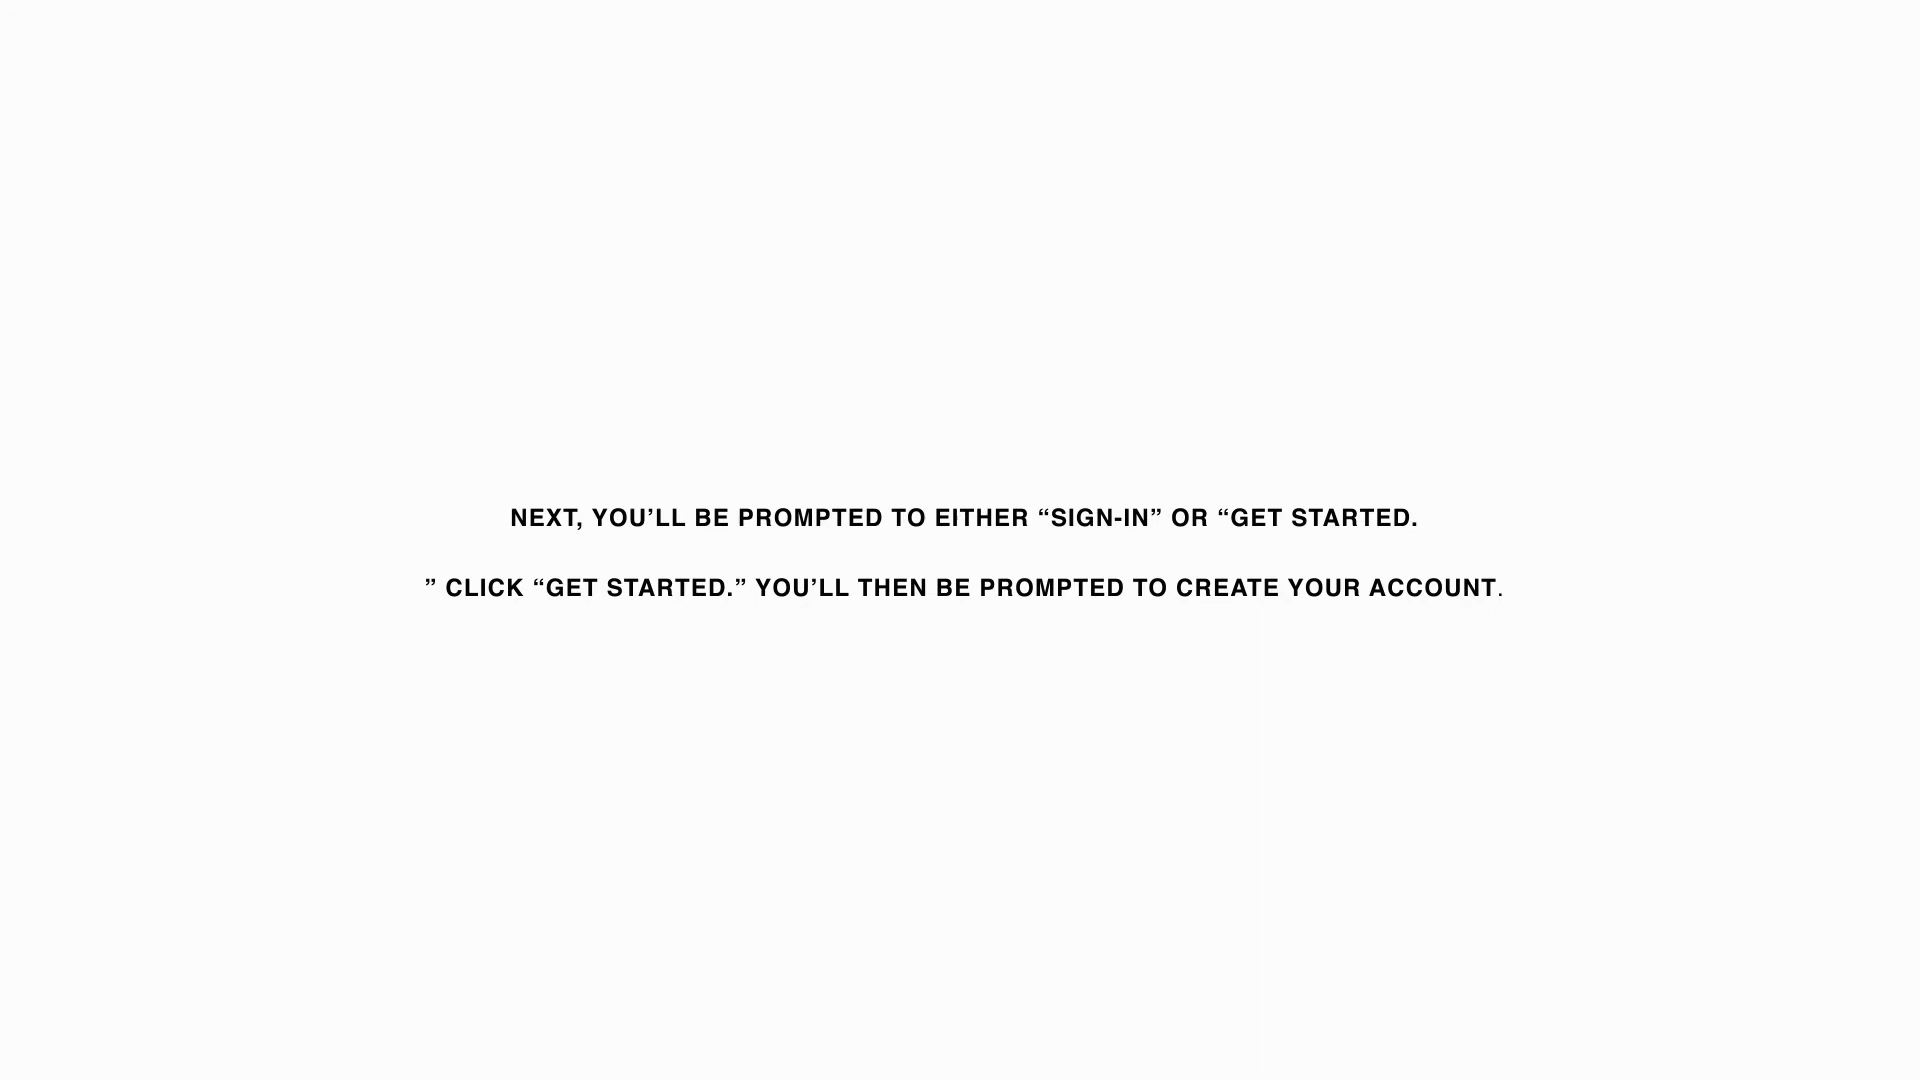 NEXT, YOU’LL BE PROMPTED TO EITHER “SIGN-IN” OR “GET STARTED.
” CLICK “GET STARTED.” YOU’LL THEN BE PROMPTED TO CREATE YOUR ACCOUNT.